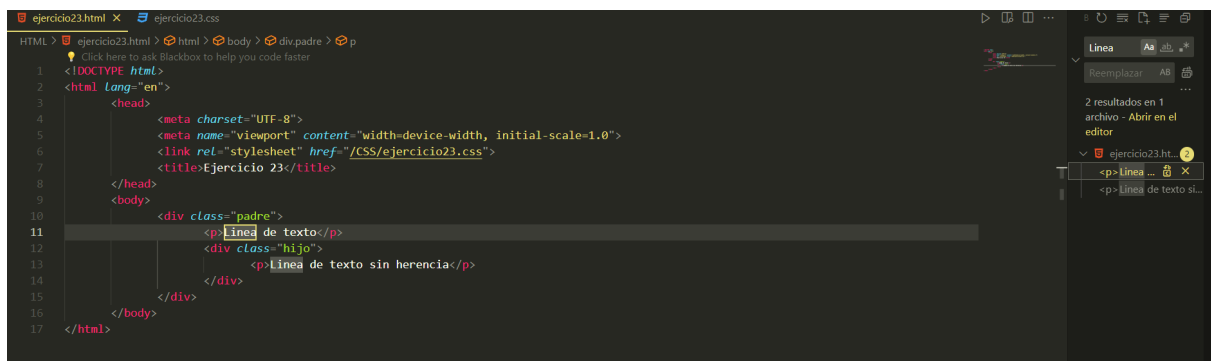 ejercicio23.html
ejercicio23.css
HTML > ejercicio23.html > html > body > div.padre > p
Click here to ask Blackbox to help you code faster
1 <!DOCTYPE html>
2 <html lang="en">
3 <head>
4 <meta charset="UTF-8">
5 <meta name="viewport" content="width=device-width, initial-scale=1.0">
6 <link rel="stylesheet" href="/CSS/ejercicio23.css">
7 <title>Ejercicio 23</title>
8 </head>
9 <body>
10 <div class="padre">
11 <p>Linea de texto</p>
12 <div class="hijo">
13 <p>Linea de texto sin herencia</p>
14 </div>
15 </div>
16 </body>
17 </html>
Linea Aa ab
Reemplazar AB
2 resultados en 1
archivo - Abrir en el
editor
ejercicio23.ht... 2
<p>Linea ...
<p>Linea de texto si...